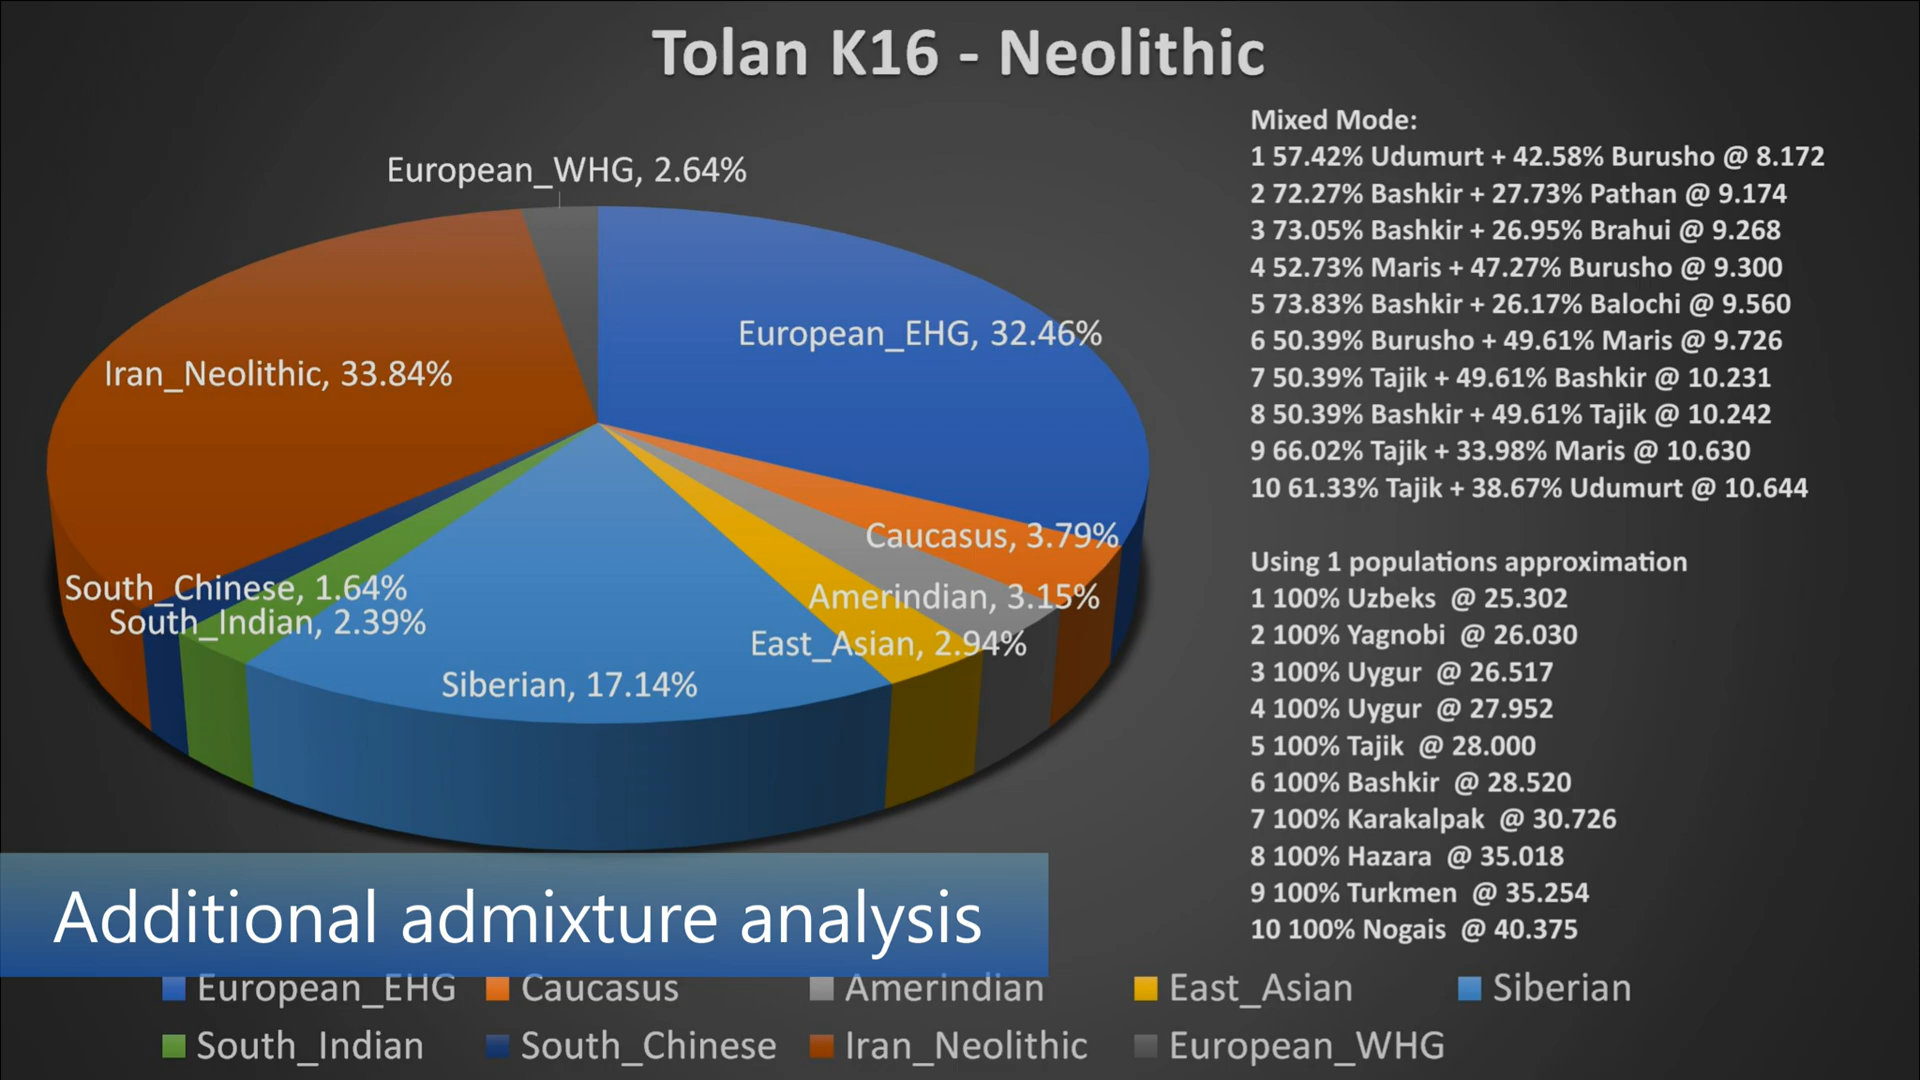 Tolan K16 - Neolithic
European_WHG, 2.64%
European_EHG, 32.46%
Iran_Neolithic, 33.84%
Caucasus, 3.79%
South_Chinese, 1.64%
Amerindian, 3.15%
South_Indian, 2.39%
East_Asian, 2.94%
Siberian, 17.14%
Mixed Mode:
1 57.42% Udumurt + 42.58% Burusho @ 8.172
2 72.27% Bashkir + 27.73% Pathan @ 9.174
3 73.05% Bashkir + 26.95% Brahui @ 9.268
4 52.73% Maris + 47.27% Burusho @ 9.300
5 73.83% Bashkir + 26.17% Balochi @ 9.560
6 50.39% Burusho + 49.61% Maris @ 9.726
7 50.39% Tajik + 49.61% Bashkir @ 10.231
8 50.39% Bashkir + 49.61% Tajik @ 10.242
9 66.02% Tajik + 33.98% Maris @ 10.630
10 61.33% Tajik + 38.67% Udumurt @ 10.644
Using 1 populations approximation
1 100% Uzbeks @ 25.302
2 100% Yagnobi @ 26.030
3 100% Uygur @ 26.517
4 100% Uygur @ 27.952
5 100% Tajik @ 28.000
6 100% Bashkir @ 28.520
7 100% Karakalpak @ 30.726
8 100% Hazara @ 35.018
9 100% Turkmen @ 35.254
10 100% Nogais @ 40.375
Additional admixture analysis
European_EHG Caucasus Amerindian East_Asian Siberian
South_Indian South_Chinese Iran_Neolithic European_WHG